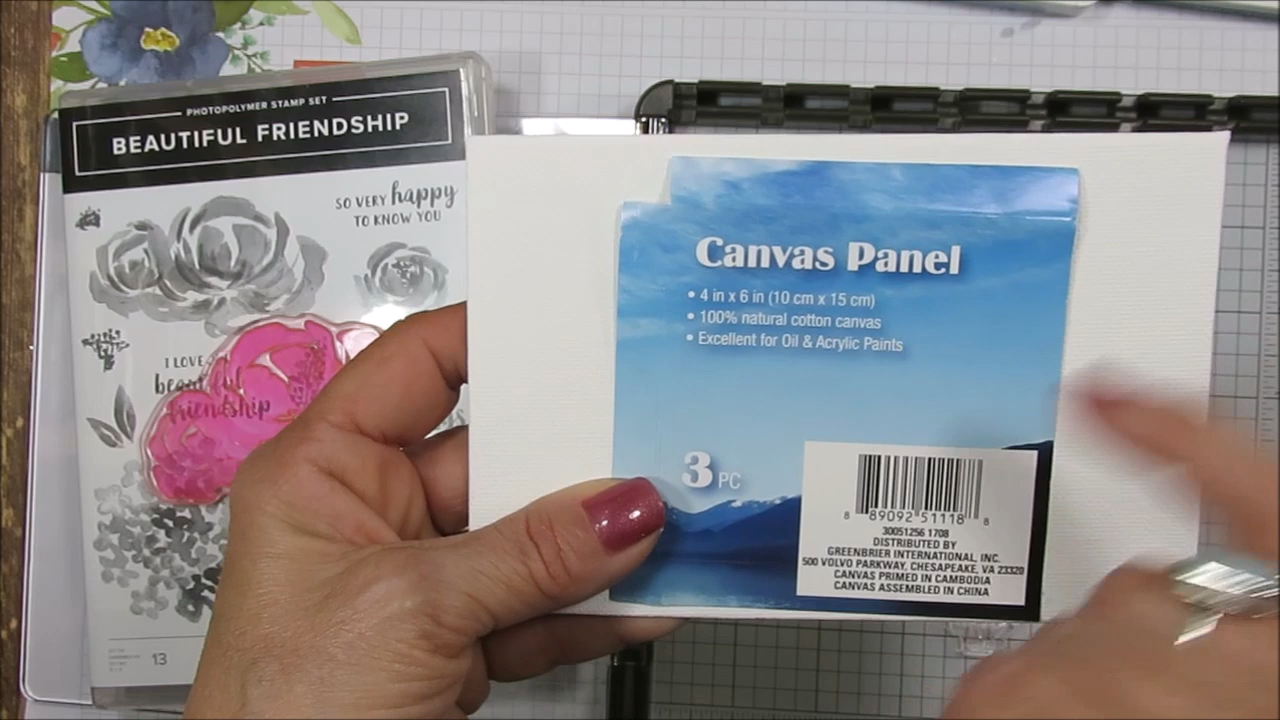 PHOTOPOLYMER STAMP SET
BEAUTIFUL FRIENDSHIP
SO VERY happy
TO KNOW YOU
I LOVE
beautiful
friendship
13
Canvas Panel
• 4 in x 6 in (10 cm x 15 cm)
• 100% natural cotton canvas
• Excellent for Oil & Acrylic Paints
3 PC
8 89092 51118 8
30051256 1708
DISTRIBUTED BY
GREENBRIER INTERNATIONAL, INC.
500 VOLVO PARKWAY, CHESAPEAKE, VA 23320
CANVAS PRIMED IN CAMBODIA
CANVAS ASSEMBLED IN CHINA